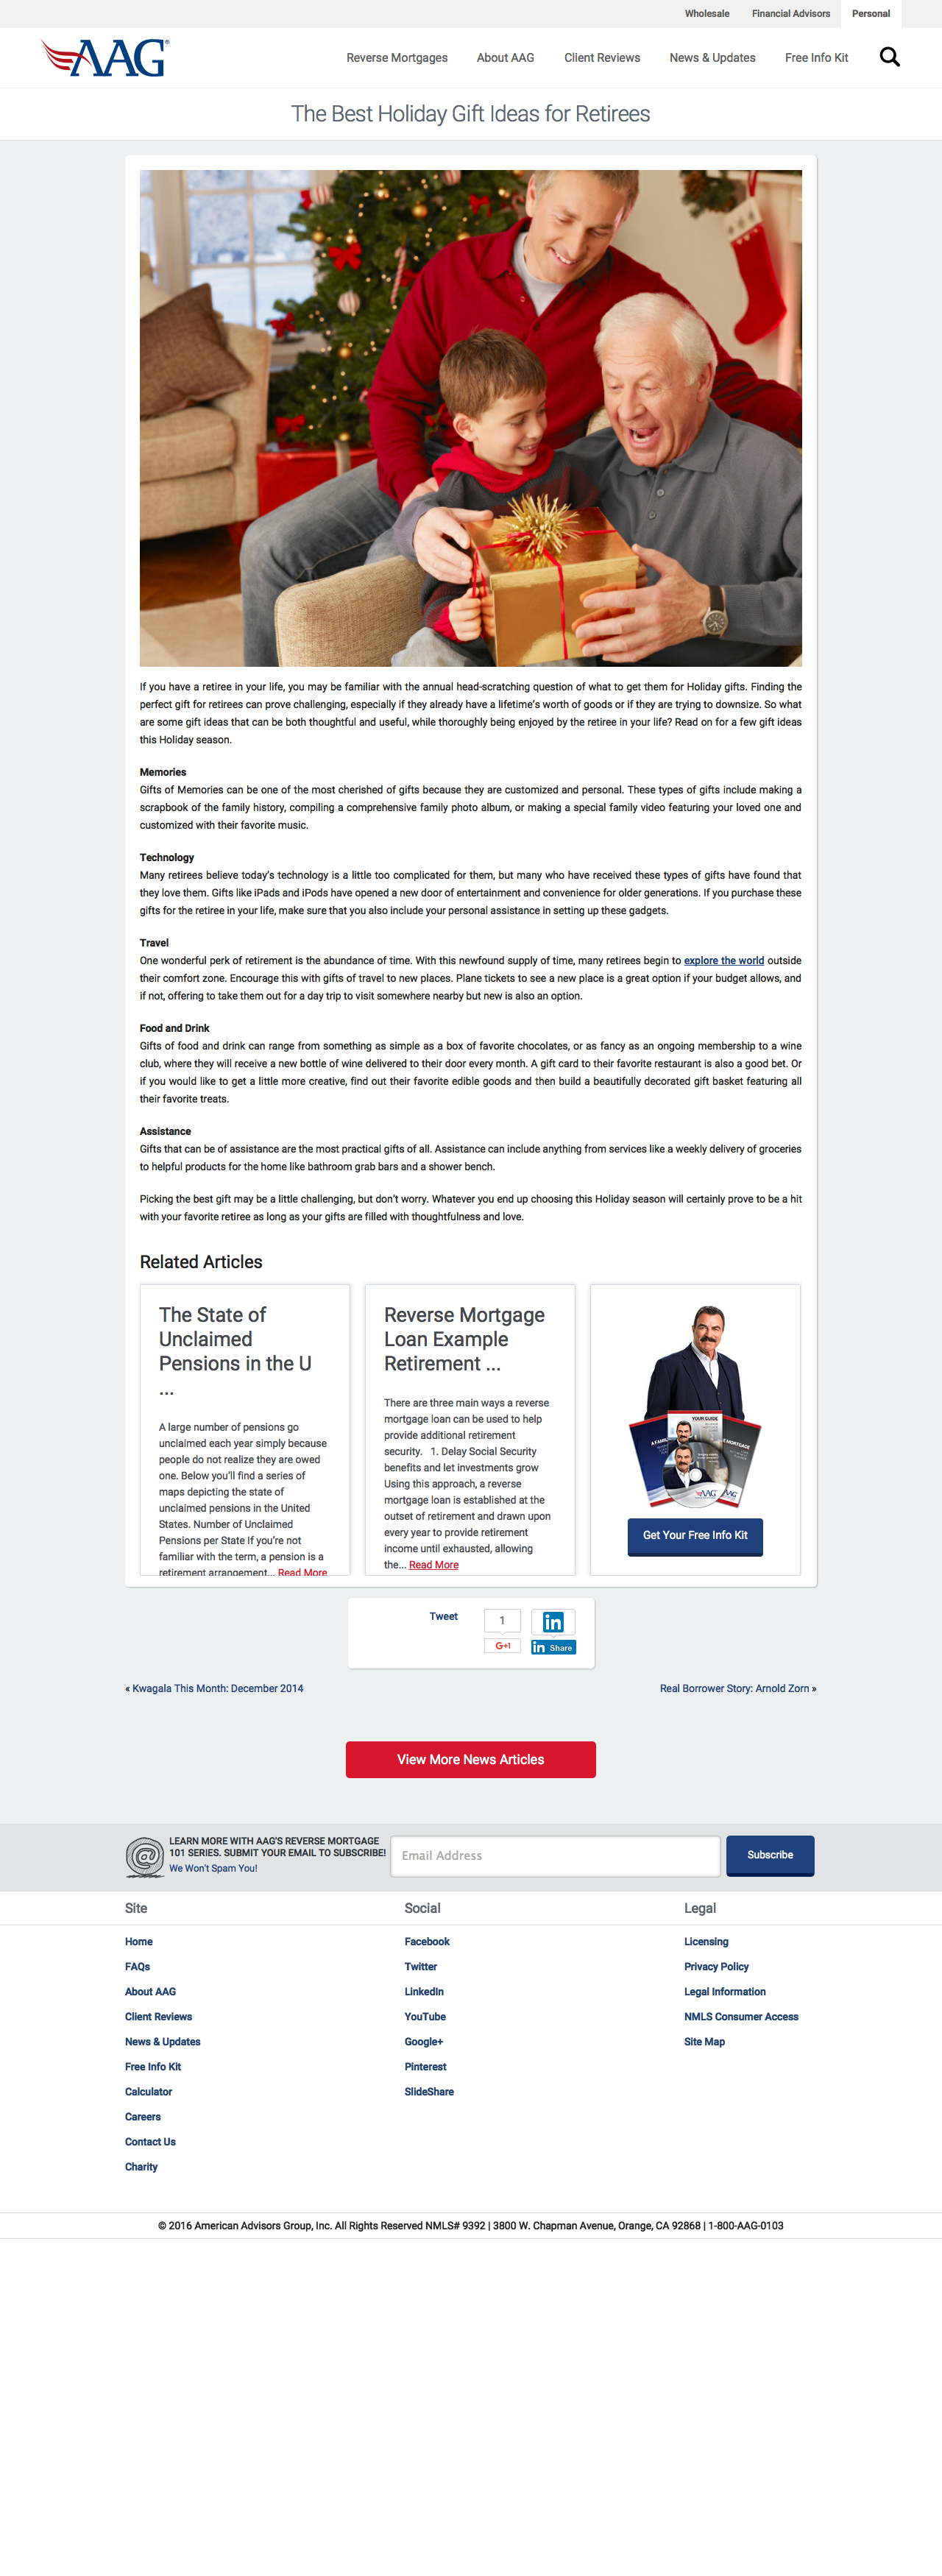 Wholesale Financial Advisors Personal
AAG
Reverse Mortgages About AAG Client Reviews News & Updates Free Info Kit
The Best Holiday Gift Ideas for Retirees
If you have a retiree in your life, you may be familiar with the annual head-scratching question of what to get them for Holiday gifts. Finding the
perfect gift for retirees can prove challenging, especially if they already have a lifetime's worth of goods or if they are trying to downsize. So what
are some gift ideas that can be both thoughtful and useful, while thoroughly being enjoyed by the retiree in your life? Read on for a few gift ideas
this Holiday season.
Memories
Gifts of Memories can be one of the most cherished of gifts because they are customized and personal. These types of gifts include making a
scrapbook of the family history, compiling a comprehensive family photo album, or making a special family video featuring your loved one and
customized with their favorite music.
Technology
Many retirees believe today's technology is a little too complicated for them, but many who have received these types of gifts have found that
they love them. Gifts like iPads and iPods have opened a new door of entertainment and convenience for older generations. If you purchase these
gifts for the retiree in your life, make sure that you also include your personal assistance in setting up these gadgets.
Travel
One wonderful perk of retirement is the abundance of time. With this newfound supply of time, many retirees begin to explore the world outside
their comfort zone. Encourage this with gifts of travel to new places. Plane tickets to see a new place is a great option if your budget allows, and
if not, offering to take them out for a day trip to visit somewhere nearby but new is also an option.
Food and Drink
Gifts of food and drink can range from something as simple as a box of favorite chocolates, or as fancy as an ongoing membership to a wine
club, where they will receive a new bottle of wine delivered to their door every month. A gift card to their favorite restaurant is also a good bet. Or
if you would like to get a little more creative, find out their favorite edible goods and then build a beautifully decorated gift basket featuring all
their favorite treats.
Assistance
Gifts that can be of assistance are the most practical gifts of all. Assistance can include anything from services like a weekly delivery of groceries
to helpful products for the home like bathroom grab bars and a shower bench.
Picking the best gift may be a little challenging, but don't worry. Whatever you end up choosing this Holiday season will certainly prove to be a hit
with your favorite retiree as long as your gifts are filled with thoughtfulness and love.
Related Articles
The State of
Unclaimed
Pensions in the U
...
A large number of pensions go
unclaimed each year simply because
people do not realize they are owed
one. Below you'll find a series of
maps depicting the state of
unclaimed pensions in the United
States. Number of Unclaimed
Pensions per State If you're not
familiar with the term, a pension is a
retirement arrangement... Read More
Reverse Mortgage
Loan Example
Retirement ...
There are three main ways a reverse
mortgage loan can be used to help
provide additional retirement
security. 1. Delay Social Security
benefits and let investments grow
Using this approach, a reverse
mortgage loan is established at the
outset of retirement and drawn upon
every year to provide retirement
income until exhausted, allowing
the... Read More
YOUR GUIDE
AAG
Get Your Free Info Kit
Tweet
1
G+1
in
in Share
« Kwagala This Month: December 2014
Real Borrower Story: Arnold Zorn »
View More News Articles
LEARN MORE WITH AAG'S REVERSE MORTGAGE
101 SERIES. SUBMIT YOUR EMAIL TO SUBSCRIBE!
We Won't Spam You!
Email Address
Subscribe
Site
Home
FAQs
About AAG
Client Reviews
News & Updates
Free Info Kit
Calculator
Careers
Contact Us
Charity
Social
Facebook
Twitter
LinkedIn
YouTube
Google+
Pinterest
SlideShare
Legal
Licensing
Privacy Policy
Legal Information
NMLS Consumer Access
Site Map
© 2016 American Advisors Group, Inc. All Rights Reserved NMLS# 9392 | 3800 W. Chapman Avenue, Orange, CA 92868 | 1-800-AAG-0103